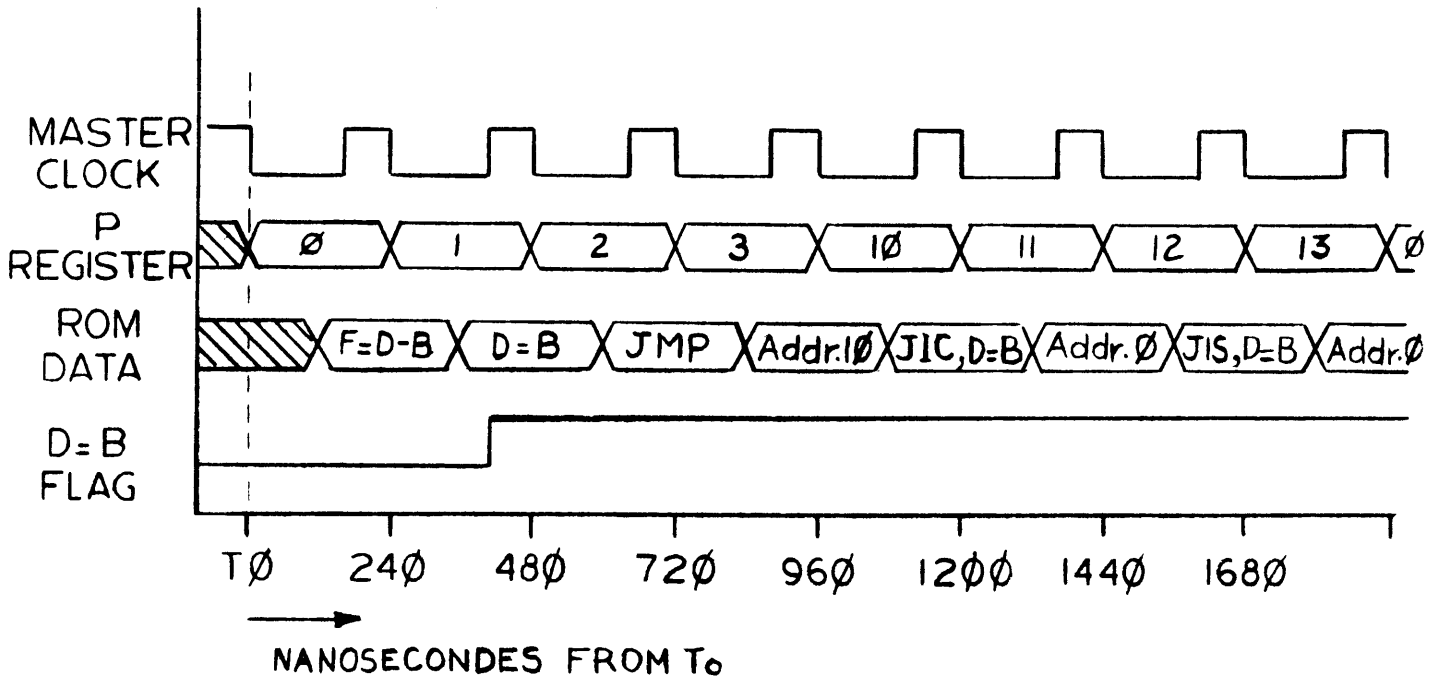 MASTER CLOCK
P REGISTER
Ø 1 2 3 1Ø 11 12 13 Ø
ROM DATA
F=D-B D=B JMP Addr.1Ø JIC,D=B Addr.Ø JIS,D=B Addr.Ø
D=B FLAG
TØ 24Ø 48Ø 72Ø 96Ø 12ØØ 144Ø 168Ø
NANOSECONDES FROM To